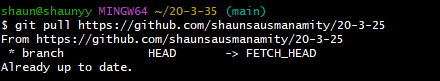 shaun@shaunyy MINGW64 ~/20-3-35 (main)
$ git pull https://github.com/shaunsausmanamity/20-3-25
From https://github.com/shaunsausmanamity/20-3-25
 * branch            HEAD       -> FETCH_HEAD
Already up to date.